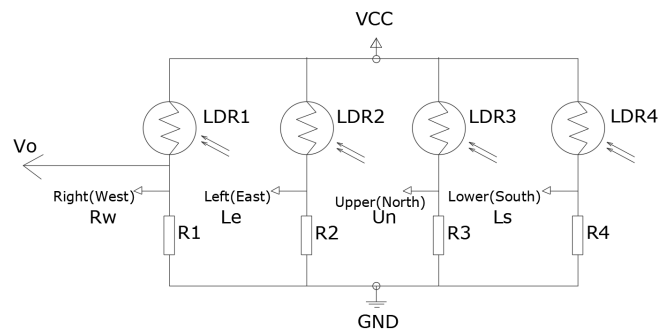 VCC
LDR1 LDR2 LDR3 LDR4
Vo
Right(West) Left(East) Upper(North) Lower(South)
Rw Le Un Ls
R1 R2 R3 R4
GND